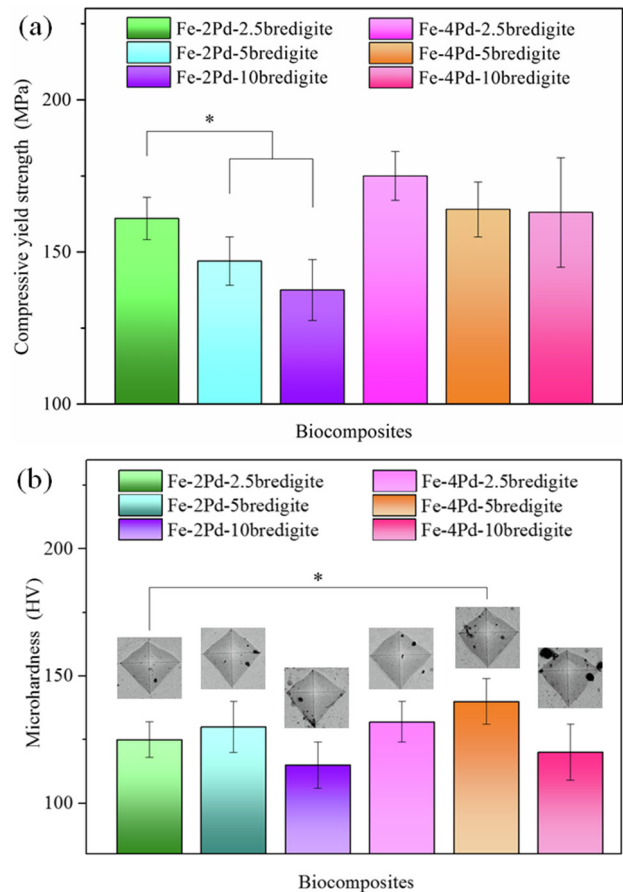 (a)
Fe-2Pd-2.5bredigite Fe-4Pd-2.5bredigite
Fe-2Pd-5bredigite Fe-4Pd-5bredigite
Fe-2Pd-10bredigite Fe-4Pd-10bredigite
Compressive yield strength (MPa)
200
150
100
*
Biocomposites
(b)
Fe-2Pd-2.5bredigite Fe-4Pd-2.5bredigite
Fe-2Pd-5bredigite Fe-4Pd-5bredigite
Fe-2Pd-10bredigite Fe-4Pd-10bredigite
Microhardness (HV)
200
150
100
*
Biocomposites